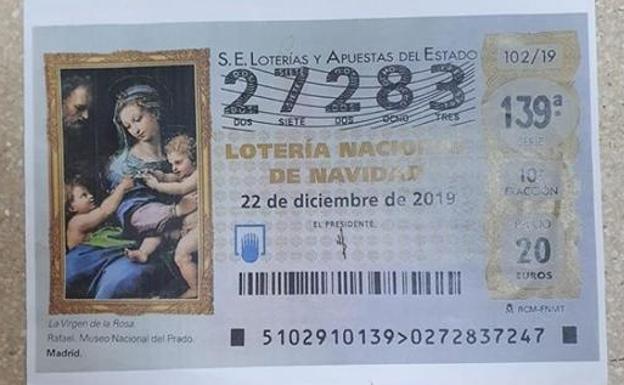 S.E. LOTERÍAS Y APUESTAS DEL ESTADO
27283
DOS SIETE DOS OCHO TRES
LOTERÍA NACIONAL
DE NAVIDAD
22 de diciembre de 2019
EL PRESIDENTE,
102/19
139ª
SERIE
10ª
FRACCIÓN
PRECIO
20
EUROS
RCM-FNMT
La Virgen de la Rosa.
Rafael. Museo Nacional del Prado.
Madrid.
5102910139>0272837247